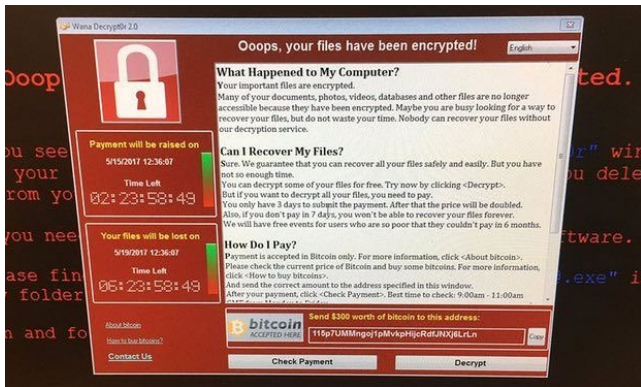 Wana Decrypt0r 2.0
Ooops, your files have been encrypted!
English
What Happened to My Computer?
Your important files are encrypted.
Many of your documents, photos, videos, databases and other files are no longer
accessible because they have been encrypted. Maybe you are busy looking for a way to
recover your files, but do not waste your time. Nobody can recover your files without
our decryption service.
Can I Recover My Files?
Sure. We guarantee that you can recover all your files safely and easily. But you have
not so enough time.
You can decrypt some of your files for free. Try now by clicking <Decrypt>.
But if you want to decrypt all your files, you need to pay.
You only have 3 days to submit the payment. After that the price will be doubled.
Also, if you don't pay in 7 days, you won't be able to recover your files forever.
We will have free events for users who are so poor that they couldn't pay in 6 months.
How Do I Pay?
Payment is accepted in Bitcoin only. For more information, click <About bitcoin>.
Please check the current price of Bitcoin and buy some bitcoins. For more information,
click <How to buy bitcoins>.
And send the correct amount to the address specified in this window.
After your payment, click <Check Payment>. Best time to check: 9:00am - 11:00am
GMT from Monday to Friday
Payment will be raised on
5/15/2017 12:36:07
Time Left
02:23:58:49
Your files will be lost on
5/19/2017 12:36:07
Time Left
06:23:58:49
About bitcoin
How to buy bitcoins?
Contact Us
bitcoin
ACCEPTED HERE
Send $300 worth of bitcoin to this address:
115p7UMMngoj1pMvkpHijcRdfJNXj6LrLn
Copy
Check Payment
Decrypt
Ooop
ted.
ou see
" win
your
u dele
rom yo
you nee
ftware.
ase fin
.exe" i
folder
n and fo